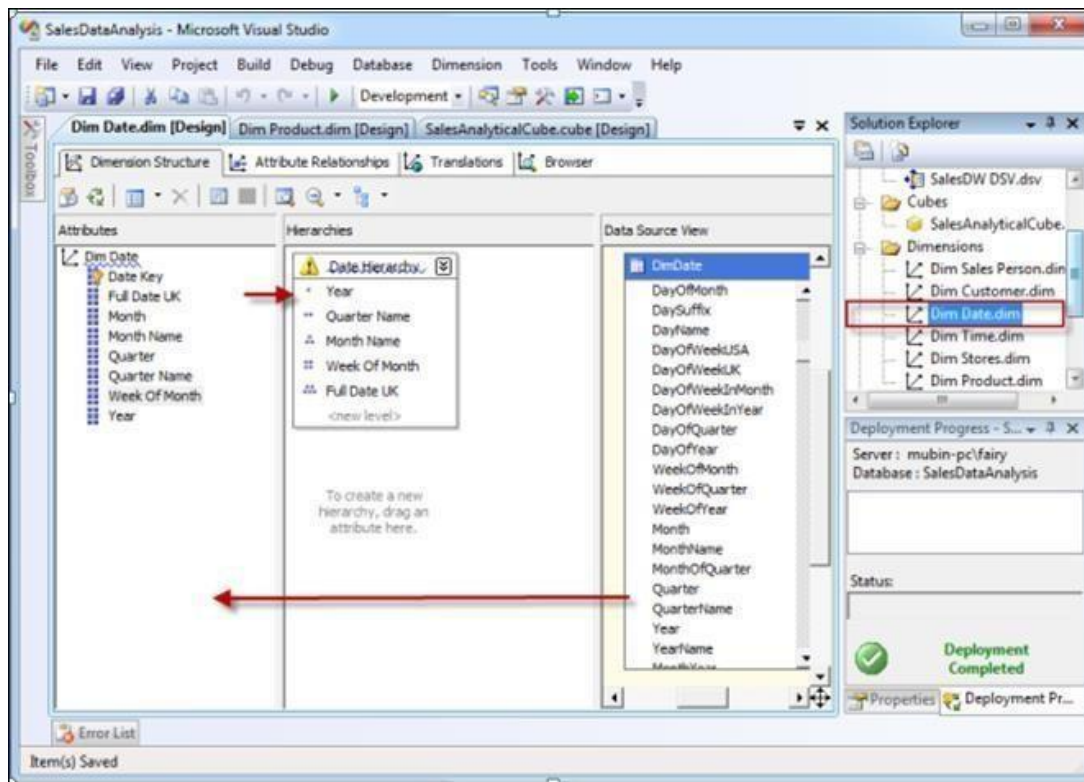 SalesDataAnalysis - Microsoft Visual Studio
File Edit View Project Build Debug Database Dimension Tools Window Help
Development
Toolbox
Dim Date.dim [Design] Dim Product.dim [Design] SalesAnalyticalCube.cube [Design]
Dimension Structure Attribute Relationships Translations Browser
Attributes
Dim Date
Date Key
Full Date UK
Month
Month Name
Quarter
Quarter Name
Week Of Month
Year
Hierarchies
Date Hierarchy
Year
Quarter Name
Month Name
Week Of Month
Full Date UK
<new level>
To create a new
hierarchy, drag an
attribute here.
Data Source View
DimDate
DayOfMonth
DaySuffix
DayName
DayOfWeekUSA
DayOfWeekUK
DayOfWeekInMonth
DayOfWeekInYear
DayOfQuarter
DayOfYear
WeekOfMonth
WeekOfQuarter
WeekOfYear
Month
MonthName
MonthOfQuarter
Quarter
QuarterName
Year
YearName
MonthYear
Solution Explorer
SalesDW DSV.dsv
Cubes
SalesAnalyticalCube.
Dimensions
Dim Sales Person.dim
Dim Customer.dim
Dim Date.dim
Dim Time.dim
Dim Stores.dim
Dim Product.dim
Deployment Progress - S...
Server : mubin-pc\fairy
Database : SalesDataAnalysis
Status:
Deployment
Completed
Properties Deployment Pr...
Error List
Item(s) Saved